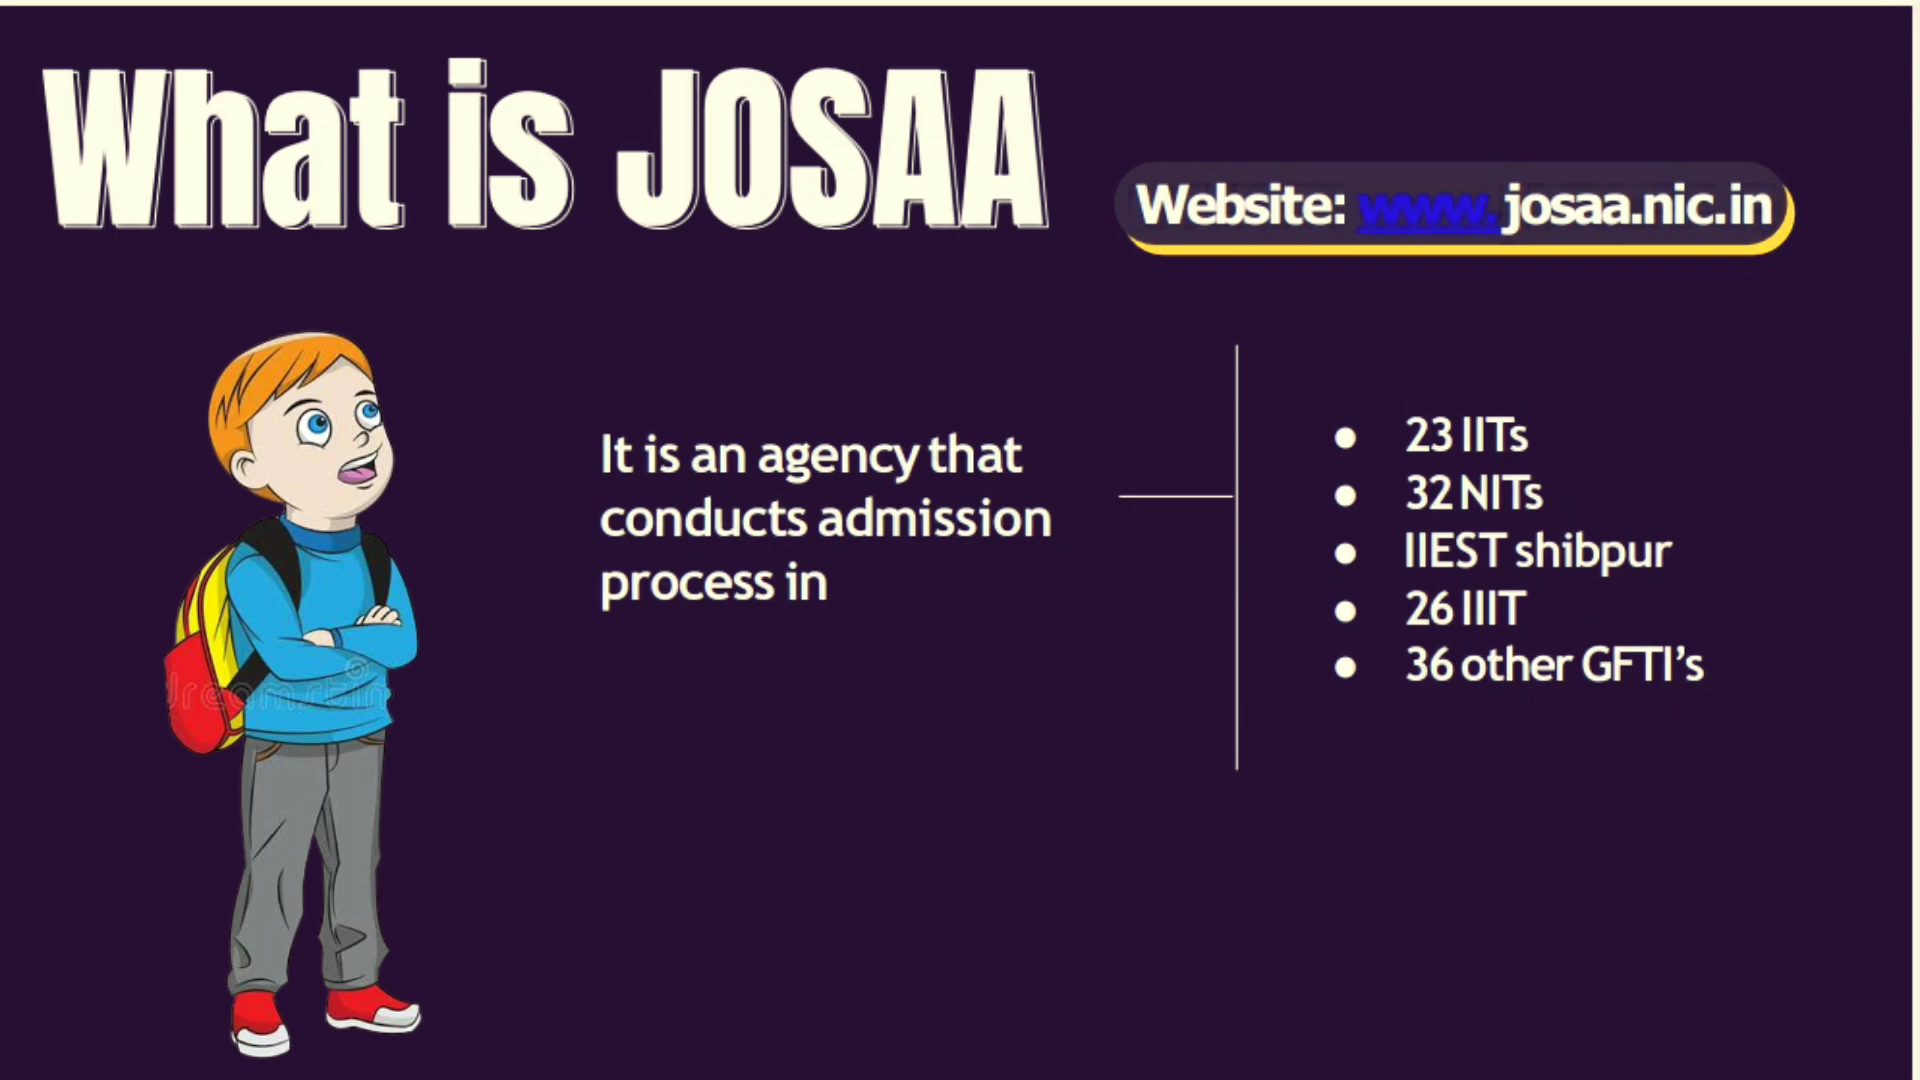 What is JOSAA
Website: www.josaa.nic.in
It is an agency that
conducts admission
process in
● 23 IITs
● 32 NITs
● IIEST shibpur
● 26 IIIT
● 36 other GFTI’s